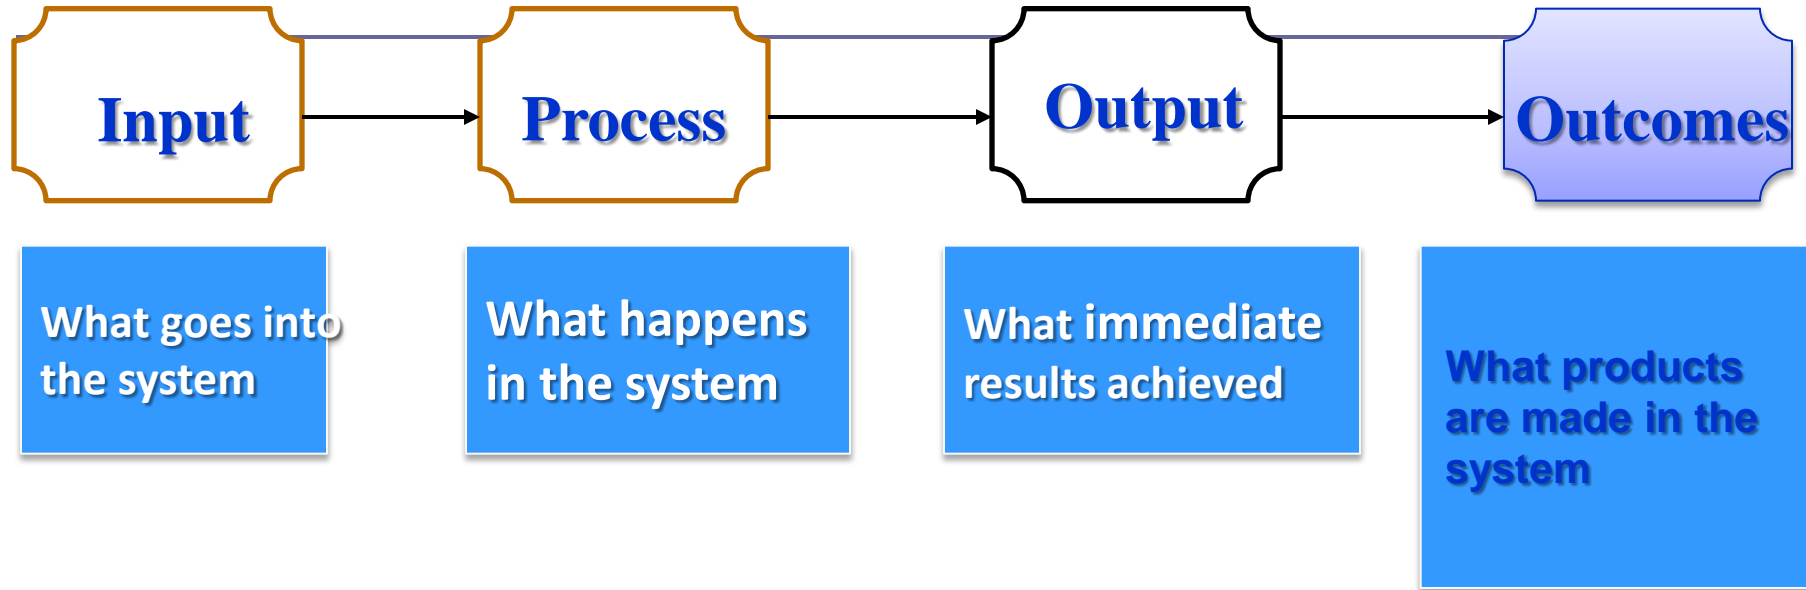 Input
Process
Output
Outcomes
What goes into
the system
What happens
in the system
What immediate
results achieved
What products
are made in the
system